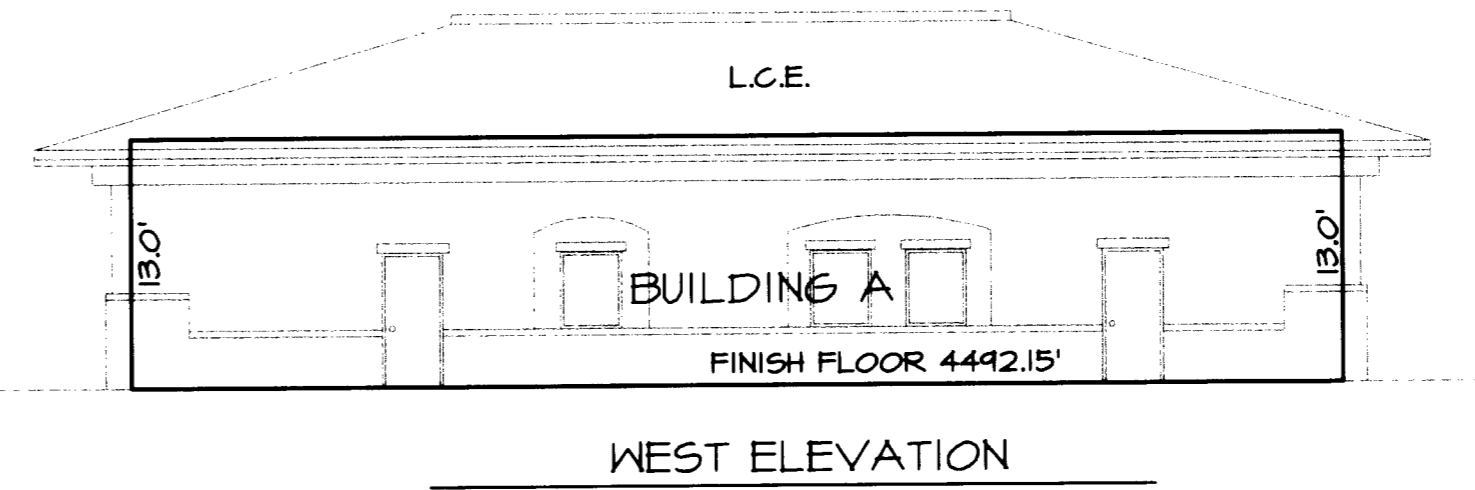 L.C.E.
13.0'
13.0'
BUILDING A
FINISH FLOOR 4492.15'
WEST ELEVATION